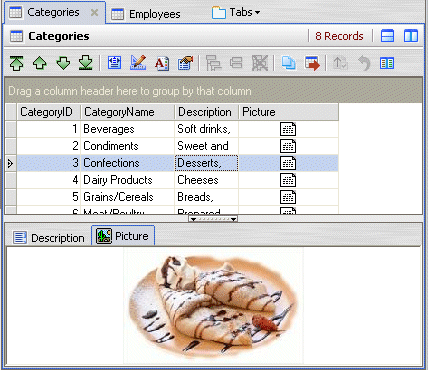 Categories
Employees
Tabs
Categories
8 Records
Drag a column header here to group by that column
CategoryID CategoryName Description Picture
1 Beverages Soft drinks,
2 Condiments Sweet and
3 Confections Desserts,
4 Dairy Products Cheeses
5 Grains/Cereals Breads,
6 Meat/Poultry Prepared
Description Picture